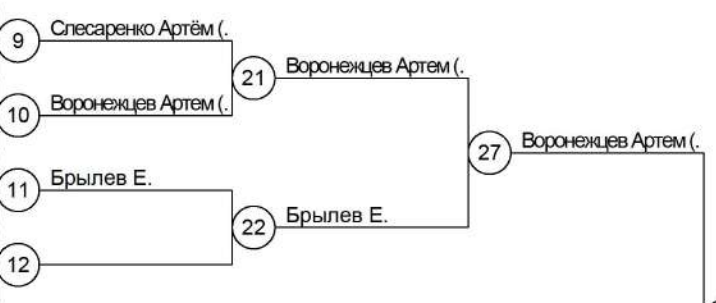 9 Слесаренко Артём (.
21 Воронежцев Артем (.
10 Воронежцев Артем (.
27 Воронежцев Артем (.
11 Брылев Е.
22 Брылев Е.
12